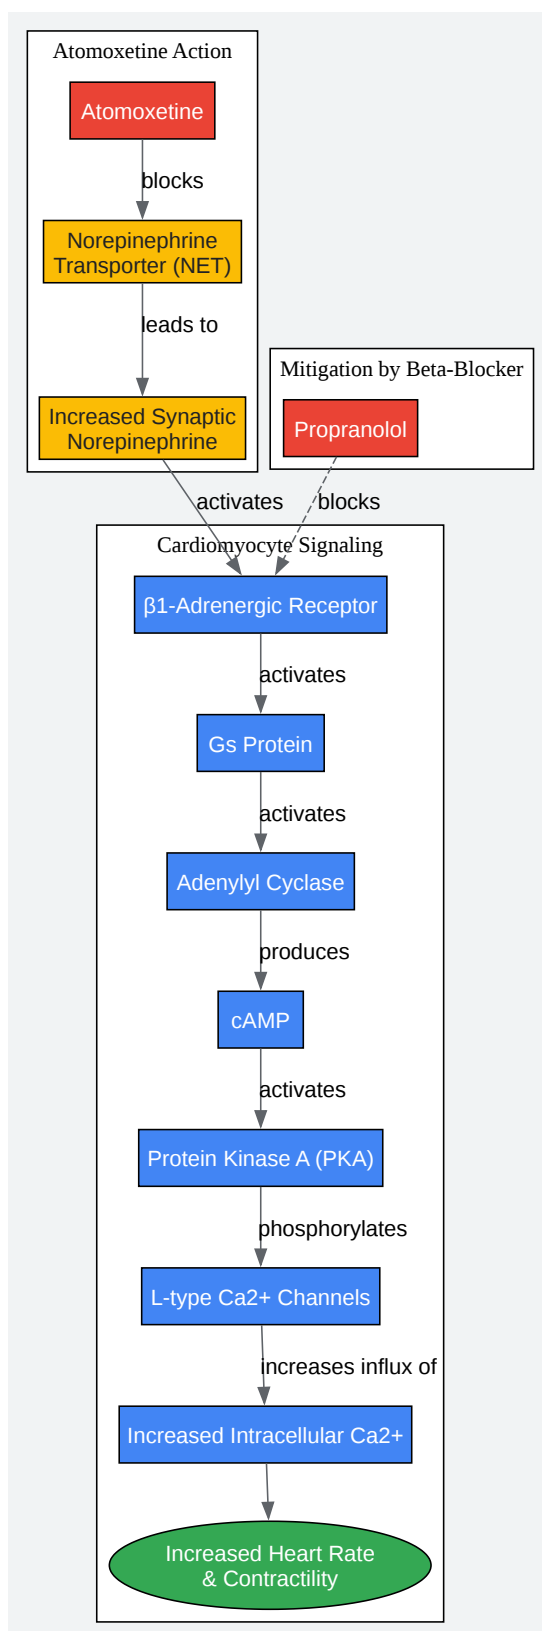 Atomoxetine Action
Atomoxetine
blocks
Norepinephrine
Transporter (NET)
leads to
Increased Synaptic
Norepinephrine
Mitigation by Beta-Blocker
Propranolol
activates
blocks
Cardiomyocyte Signaling
β1-Adrenergic Receptor
activates
Gs Protein
activates
Adenylyl Cyclase
produces
cAMP
activates
Protein Kinase A (PKA)
phosphorylates
L-type Ca2+ Channels
increases influx of
Increased Intracellular Ca2+
Increased Heart Rate
& Contractility